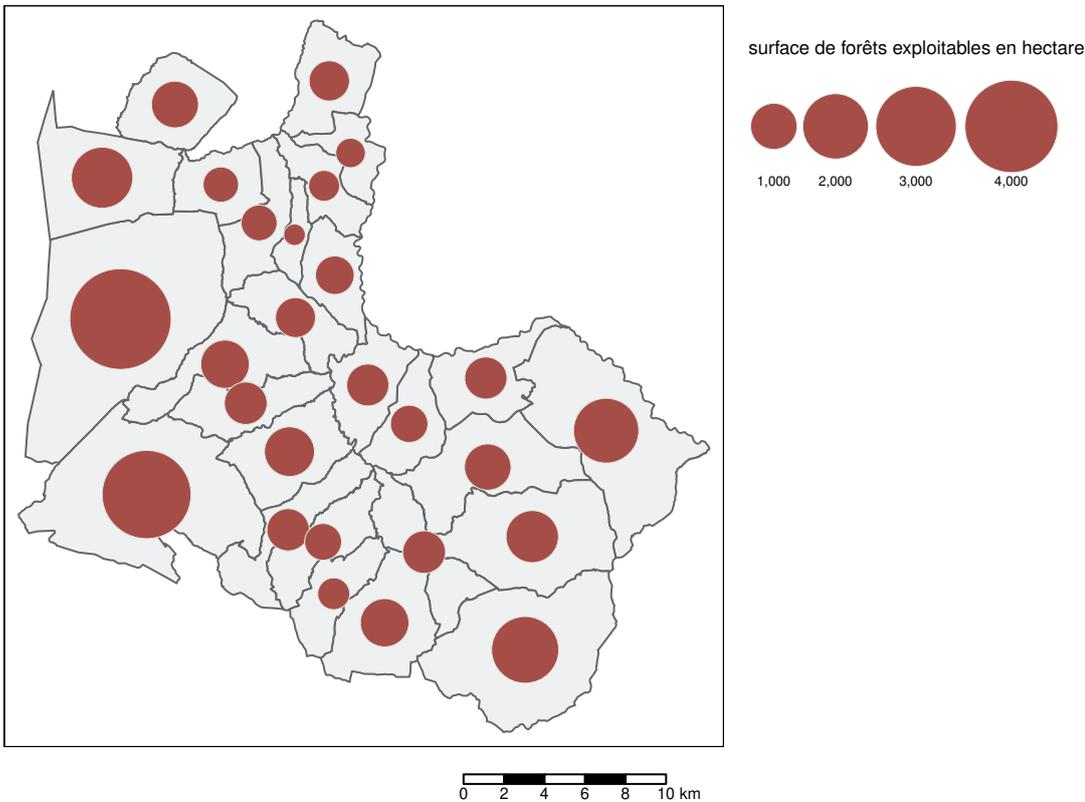 surface de forêts exploitables en hectare
1,000 2,000 3,000 4,000
0 2 4 6 8 10 km